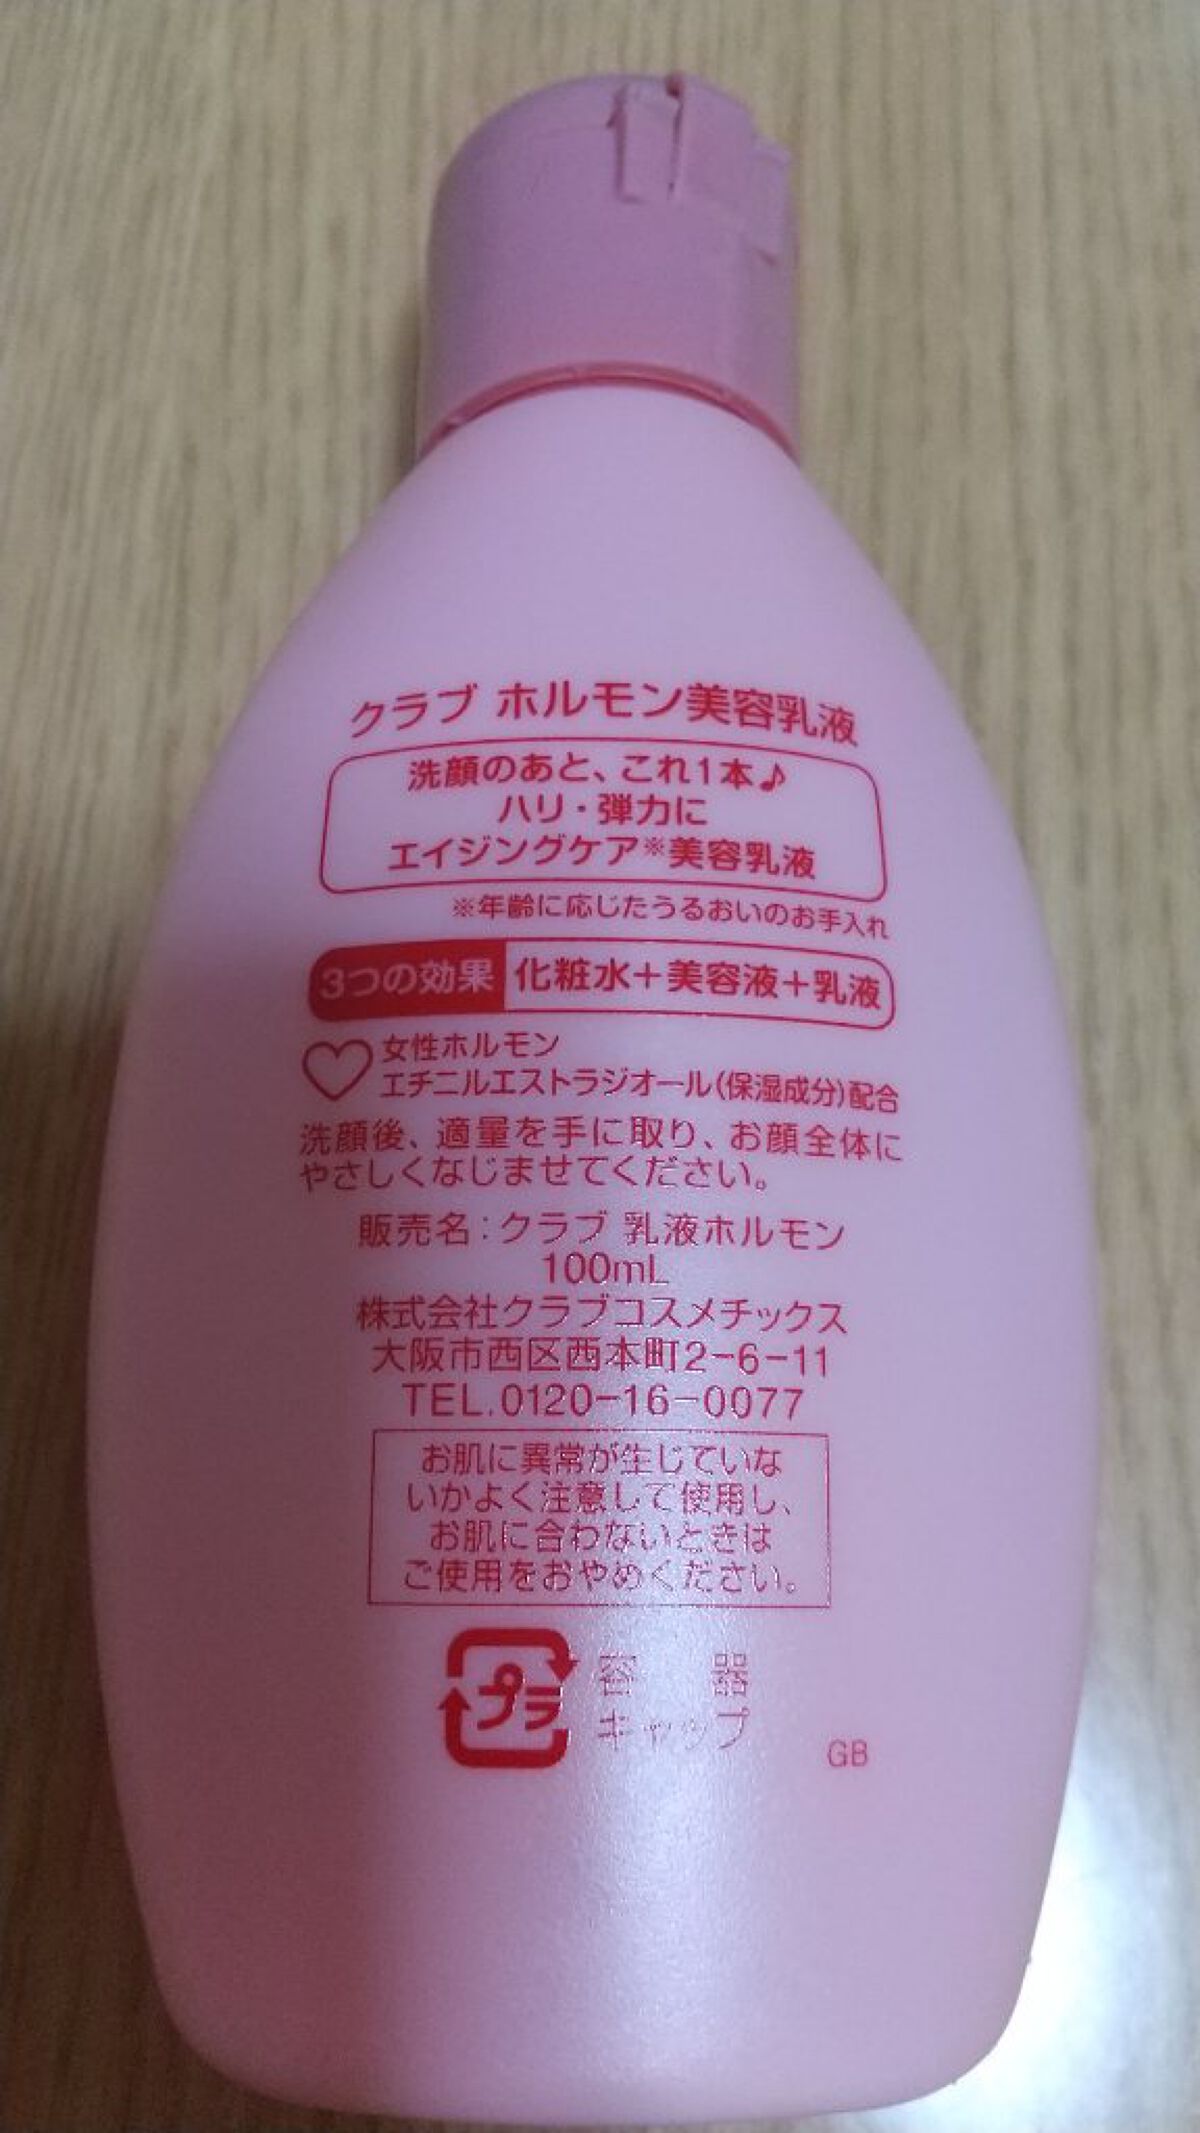 クラブ ホルモン美容乳液
洗顔のあと、これ1本♪
ハリ・弾力に
エイジングケア※美容乳液
※年齢に応じたうるおいのお手入れ
3つの効果 化粧水+美容液+乳液
女性ホルモン
エチニルエストラジオール(保湿成分)配合
洗顔後、適量を手に取り、お顔全体に
やさしくなじませてください。
販売名:クラブ 乳液ホルモン
100mL
株式会社クラブコスメチックス
大阪市西区西本町2-6-11
TEL.0120-16-0077
お肌に異常が生じていな
いかよく注意して使用し、
お肌に合わないときは
ご使用をおやめください。
プラ 容器
キャップ
GB